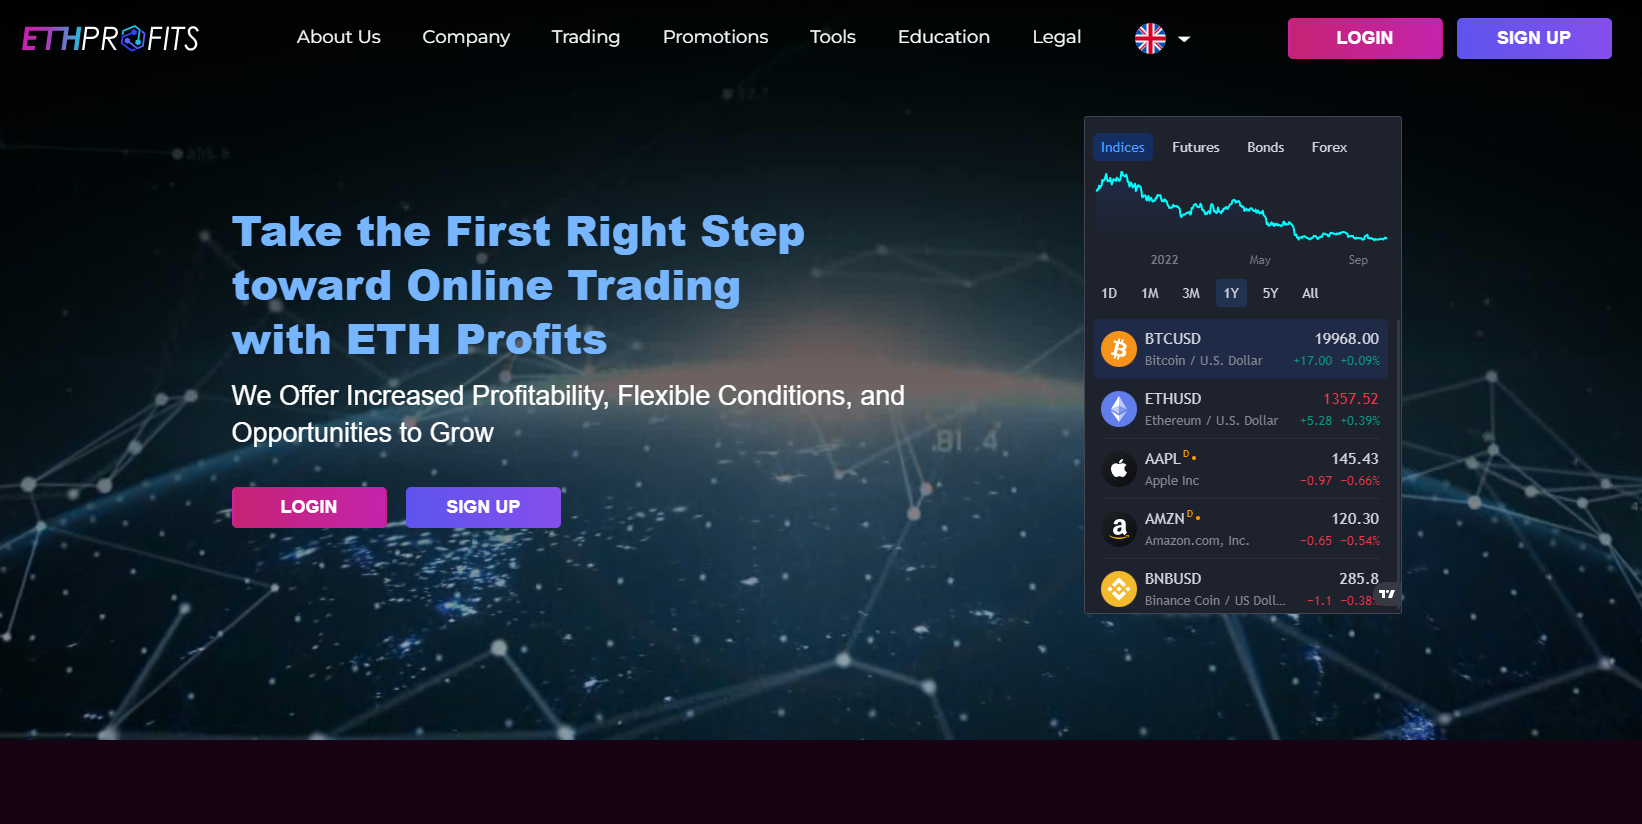 ETHPROFITS
About Us
Company
Trading
Promotions
Tools
Education
Legal
LOGIN
SIGN UP
Take the First Right Step
toward Online Trading
with ETH Profits
We Offer Increased Profitability, Flexible Conditions, and
Opportunities to Grow
LOGIN
SIGN UP
81.4
Indices
Futures
Bonds
Forex
2022
May
Sep
1D
1M
3M
1Y
5Y
All
BTCUSD
19968.00
Bitcoin / U.S. Dollar
+17.00 +0.09%
ETHUSD
1357.52
Ethereum / U.S. Dollar
+5.28 +0.39%
AAPL D
145.43
Apple Inc
−0.97 −0.66%
AMZN D
120.30
Amazon.com, Inc.
−0.65 −0.54%
BNBUSD
285.8
Binance Coin / US Doll...
−1.1 −0.38%